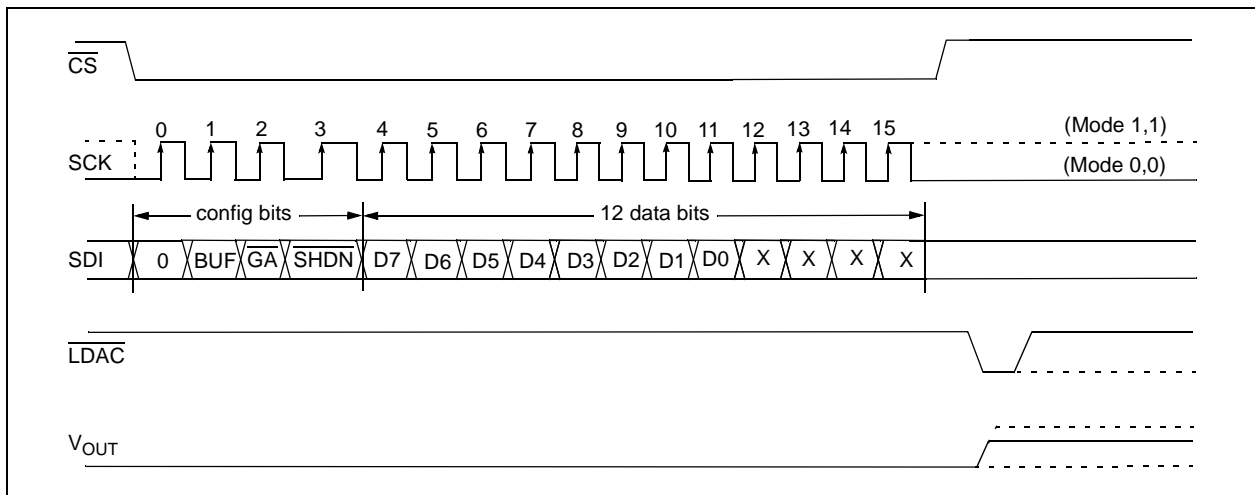 CS
0 1 2 3 4 5 6 7 8 9 10 11 12 13 14 15
(Mode 1,1)
SCK
(Mode 0,0)
config bits
12 data bits
SDI
0 BUF GA SHDN D7 D6 D5 D4 D3 D2 D1 D0 X X X X
LDAC
VOUT